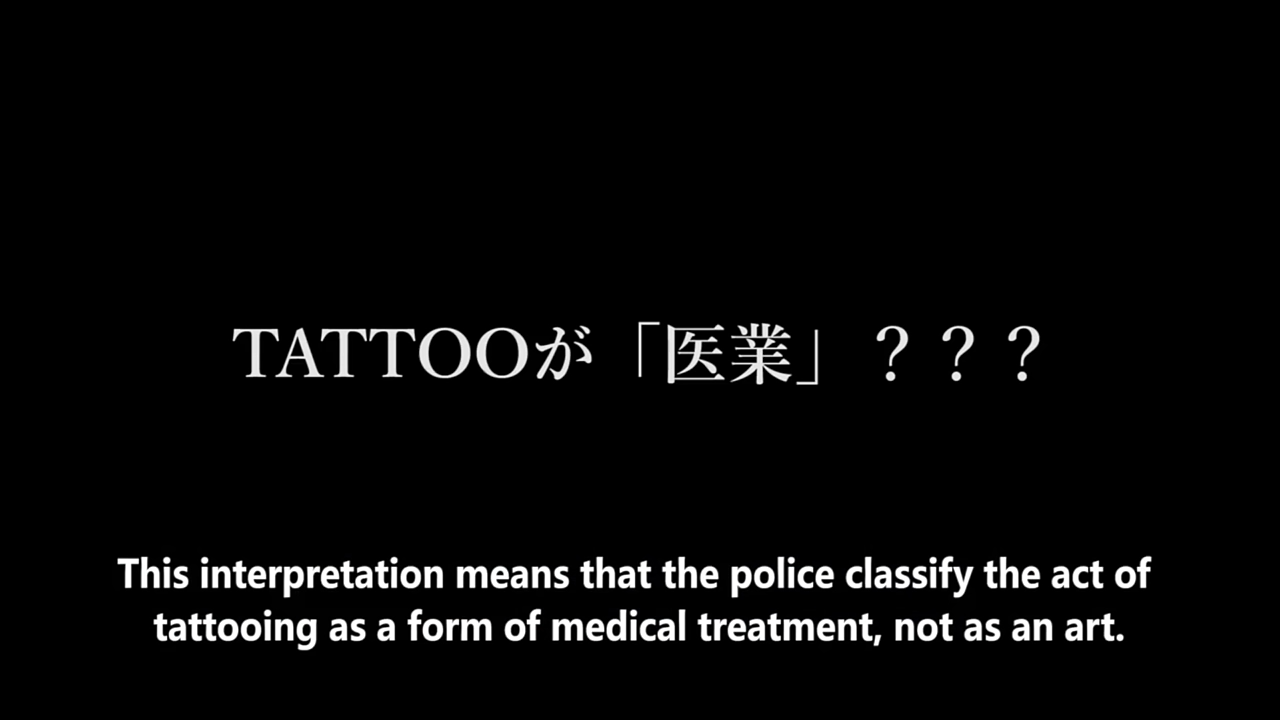 TATTOOが「医業」？？？
This interpretation means that the police classify the act of
tattooing as a form of medical treatment, not as an art.